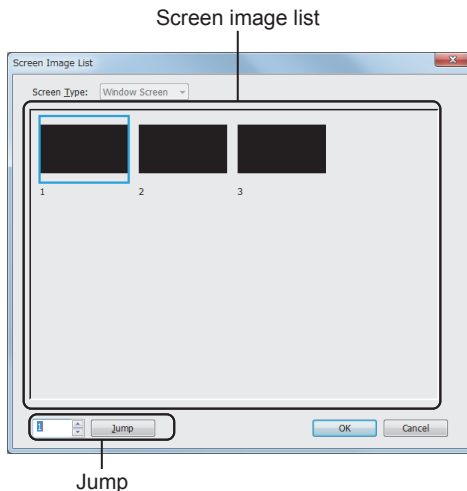 Screen image list
Screen Image List
Screen Type: Window Screen
1 2 3
1 Jump OK Cancel
Jump